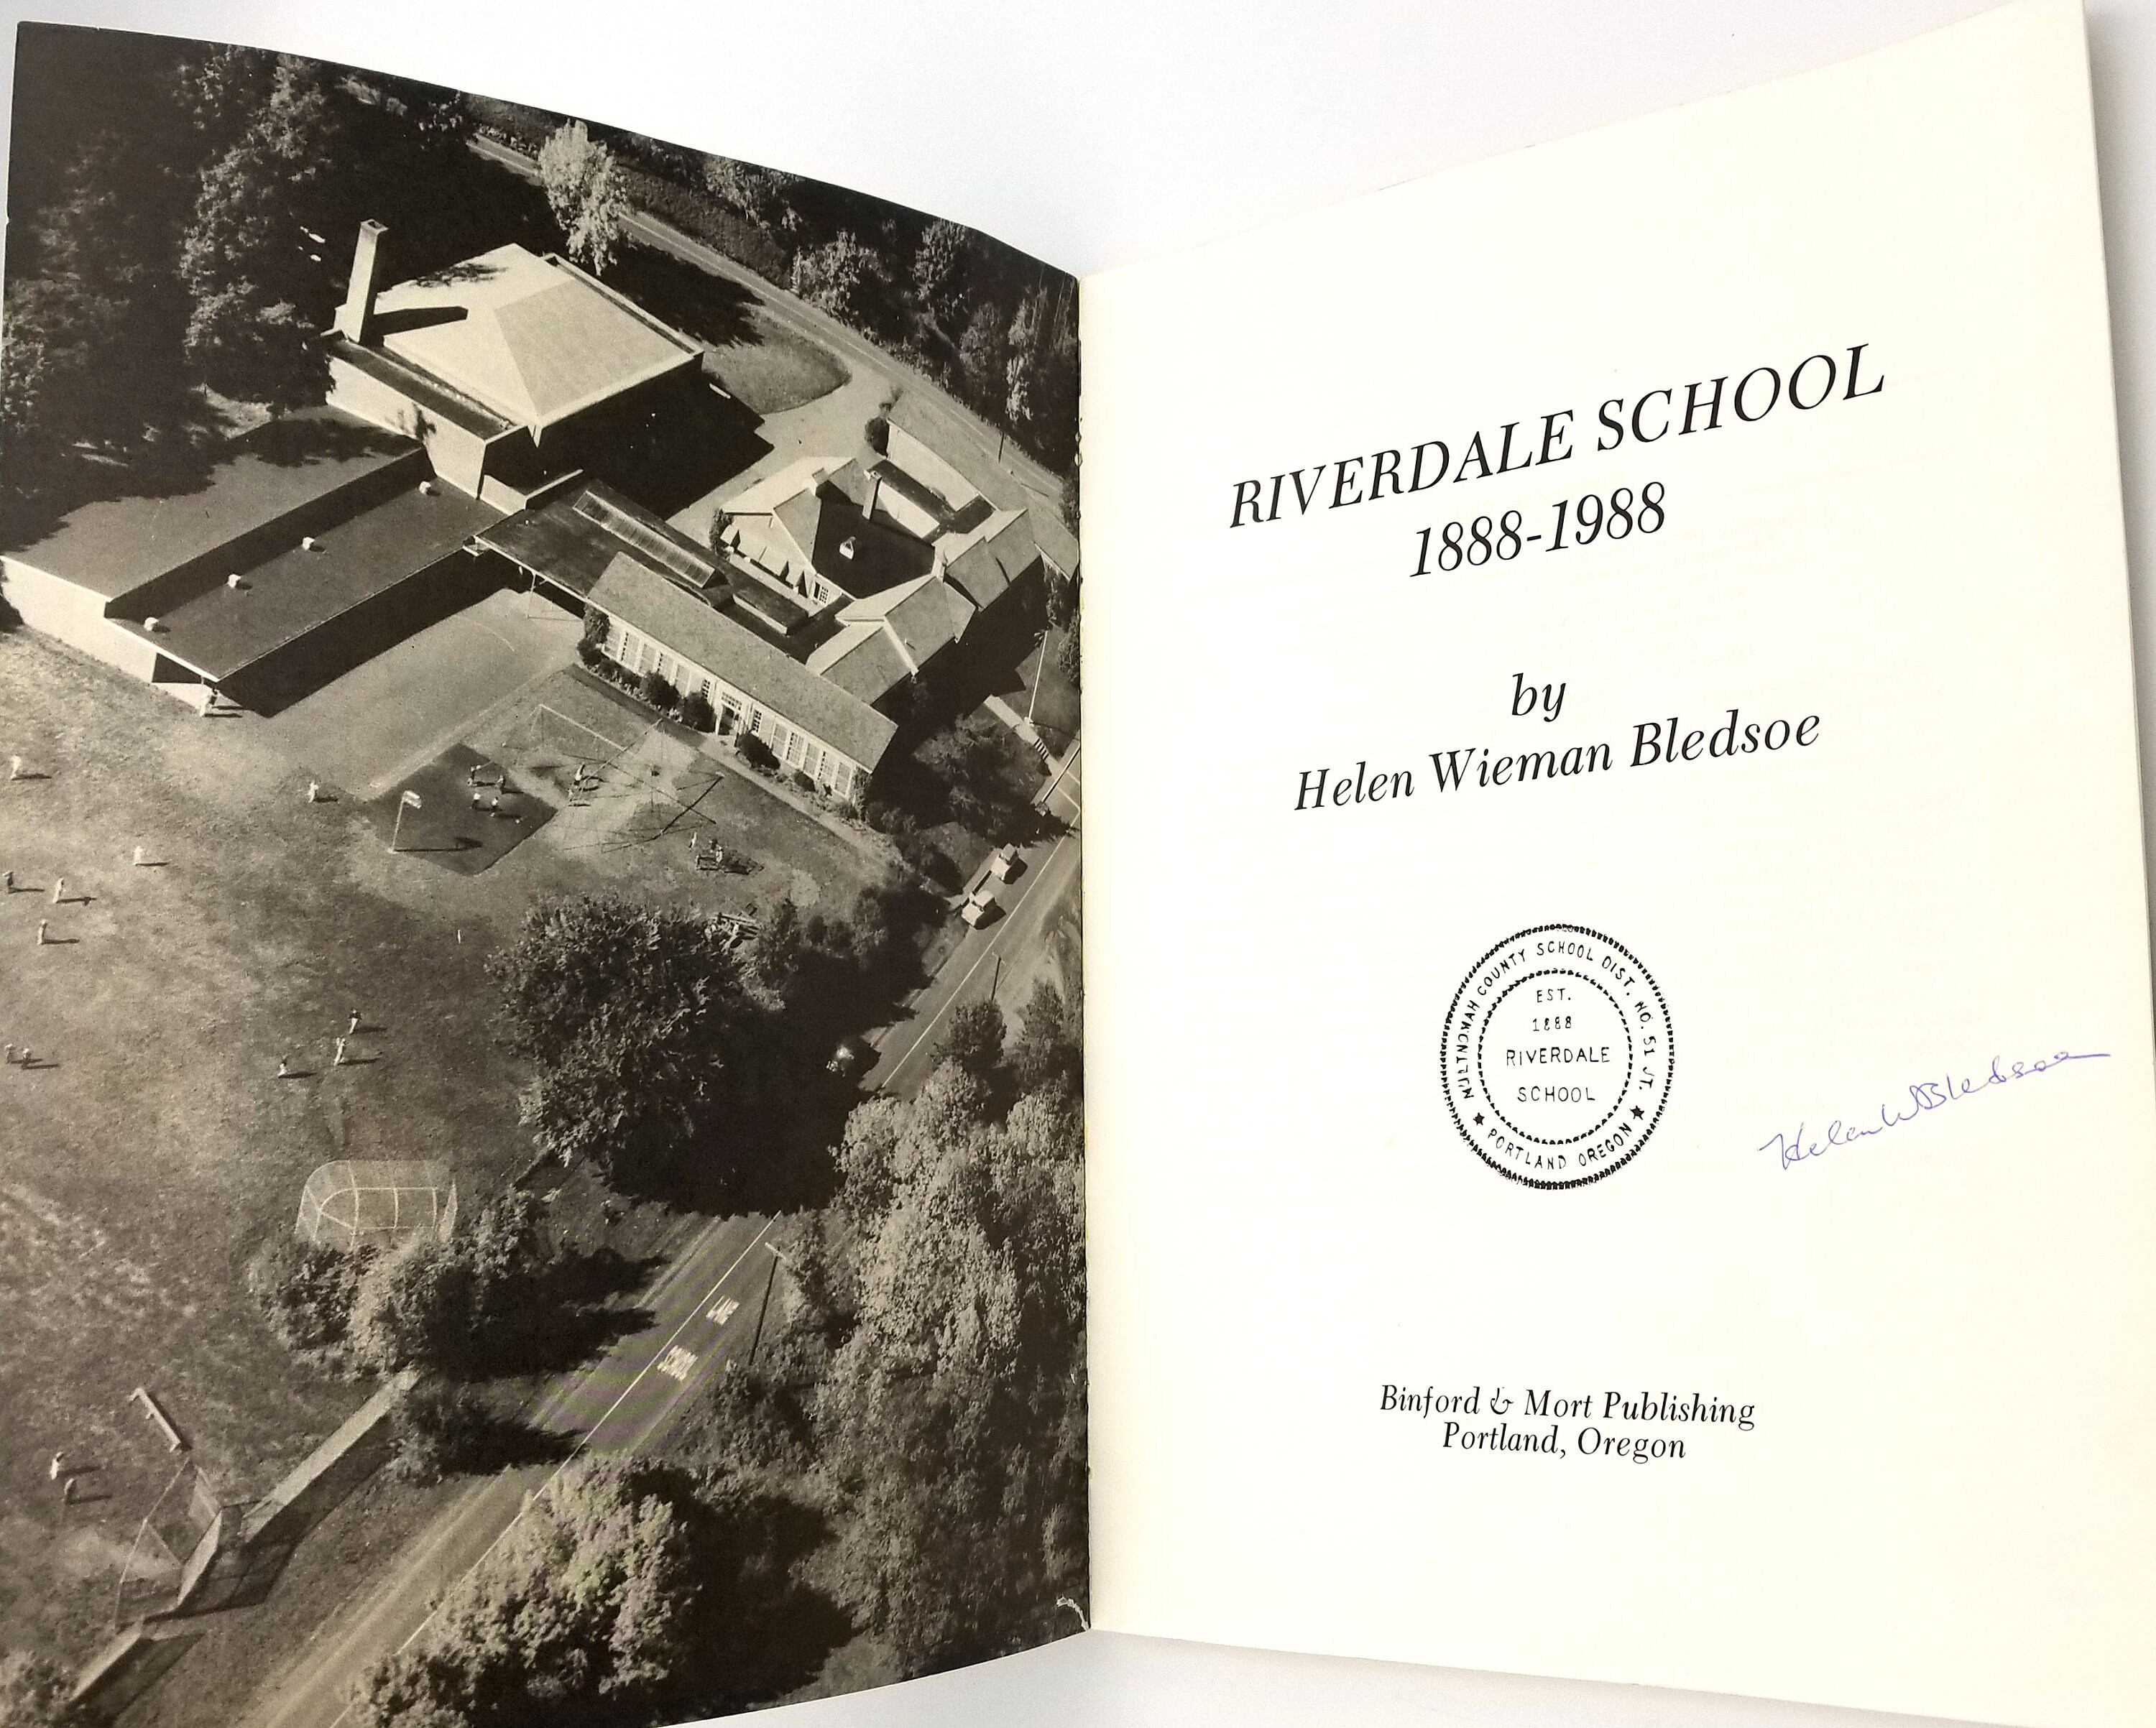 RIVERDALE SCHOOL
1888-1988
by
Helen Wieman Bledsoe
MULTNOMAH COUNTY SCHOOL DIST. NO. 51 JT.
★ PORTLAND OREGON ★
EST.
1888
RIVERDALE
SCHOOL
Helen W Bledsoe
Binford & Mort Publishing
Portland, Oregon
SCHOOL